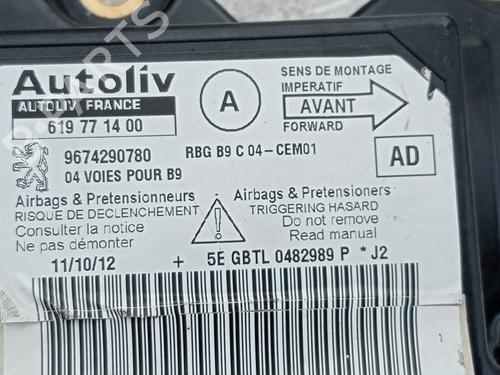 Autoliv
AUTOLIV FRANCE
619 77 14 00
A
SENS DE MONTAGE
IMPERATIF
AVANT
FORWARD
9674290780
RBG B9 C 04-CEM01
04 VOIES POUR B9
AD
Airbags & Pretensionneurs
RISQUE DE DECLENCHEMENT
Consulter la notice
Ne pas démonter
Airbags & Pretensioners
TRIGGERING HASARD
Do not remove
Read manual
11/10/12 + 5E GBTL 0482989 P * J2